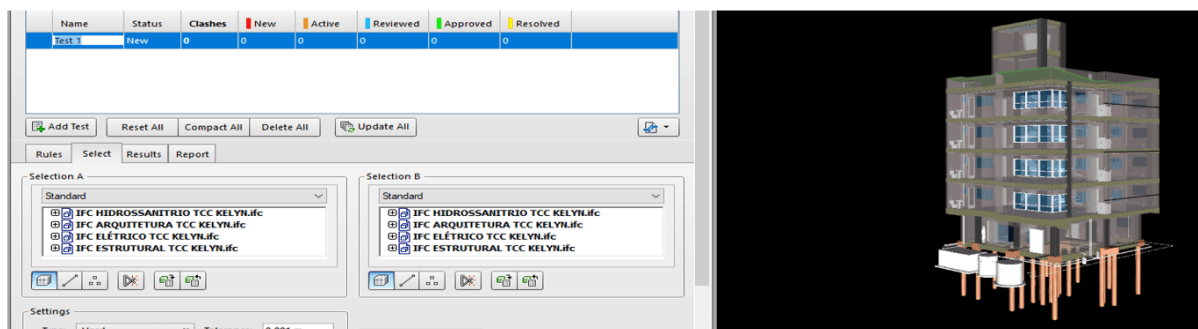 Name Status Clashes New Active Reviewed Approved Resolved
Test 1 New 0 0 0 0 0 0
Add Test Reset All Compact All Delete All Update All
Rules Select Results Report
Selection A Selection B
Standard Standard
IFC HIDROSSANITRIO TCC KELYN.ifc IFC HIDROSSANITRIO TCC KELYN.ifc
IFC ARQUITETURA TCC KELYN.ifc IFC ARQUITETURA TCC KELYN.ifc
IFC ELÉTRICO TCC KELYN.ifc IFC ELÉTRICO TCC KELYN.ifc
IFC ESTRUTURAL TCC KELYN.ifc IFC ESTRUTURAL TCC KELYN.ifc
Settings